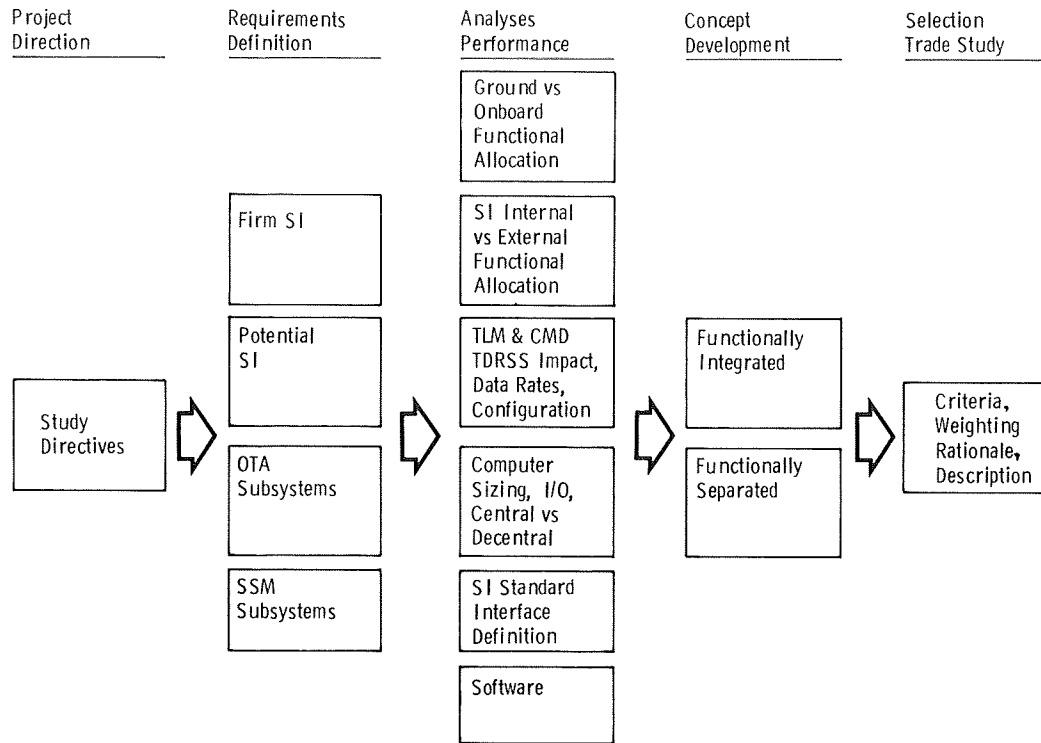 Project
Direction
Requirements
Definition
Analyses
Performance
Concept
Development
Selection
Trade Study
Study
Directives
Firm SI
Potential
SI
OTA
Subsystems
SSM
Subsystems
Ground vs
Onboard
Functional
Allocation
SI Internal
vs External
Functional
Allocation
TLM & CMD
TDRSS Impact,
Data Rates,
Configuration
Computer
Sizing, I/O,
Central vs
Decentral
SI Standard
Interface
Definition
Software
Functionally
Integrated
Functionally
Separated
Criteria,
Weighting
Rationale,
Description